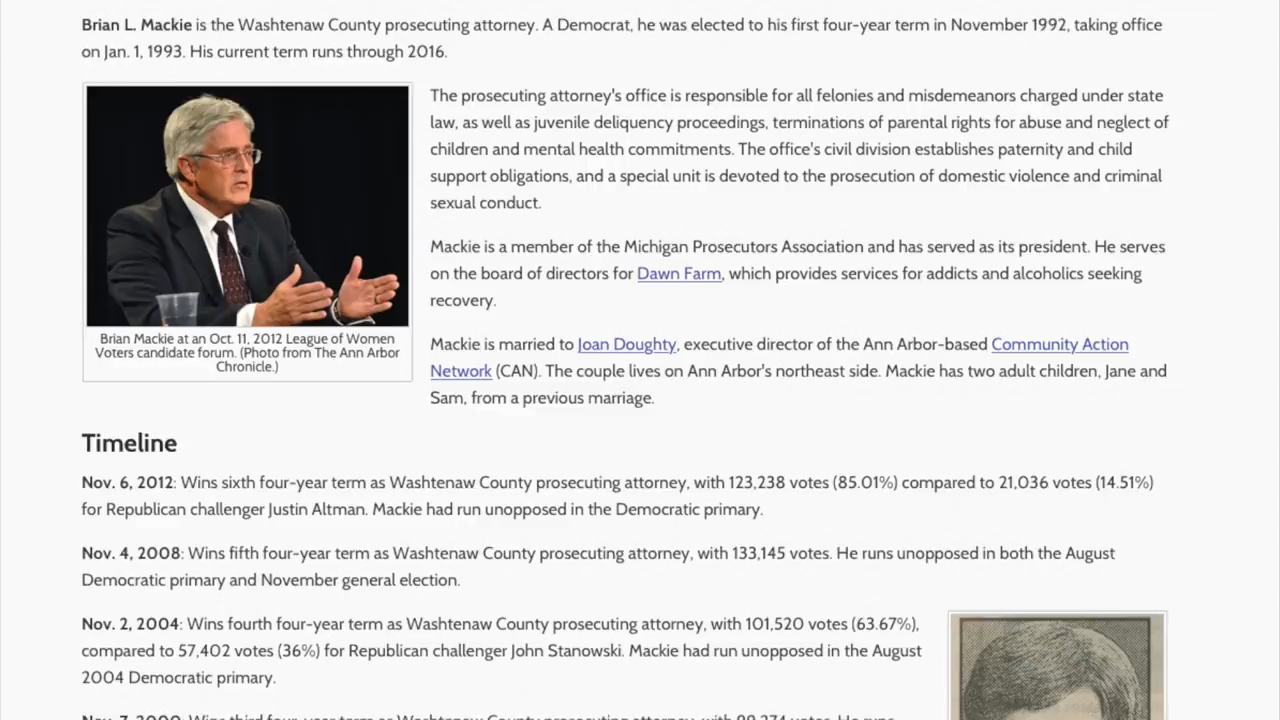 Brian L. Mackie is the Washtenaw County prosecuting attorney. A Democrat, he was elected to his first four-year term in November 1992, taking office
on Jan. 1, 1993. His current term runs through 2016.
The prosecuting attorney's office is responsible for all felonies and misdemeanors charged under state
law, as well as juvenile deliquency proceedings, terminations of parental rights for abuse and neglect of
children and mental health commitments. The office's civil division establishes paternity and child
support obligations, and a special unit is devoted to the prosecution of domestic violence and criminal
sexual conduct.
Mackie is a member of the Michigan Prosecutors Association and has served as its president. He serves
on the board of directors for Dawn Farm, which provides services for addicts and alcoholics seeking
recovery.
Brian Mackie at an Oct. 11, 2012 League of Women
Voters candidate forum. (Photo from The Ann Arbor
Chronicle.)
Mackie is married to Joan Doughty, executive director of the Ann Arbor-based Community Action
Network (CAN). The couple lives on Ann Arbor's northeast side. Mackie has two adult children, Jane and
Sam, from a previous marriage.
Timeline
Nov. 6, 2012: Wins sixth four-year term as Washtenaw County prosecuting attorney, with 123,238 votes (85.01%) compared to 21,036 votes (14.51%)
for Republican challenger Justin Altman. Mackie had run unopposed in the Democratic primary.
Nov. 4, 2008: Wins fifth four-year term as Washtenaw County prosecuting attorney, with 133,145 votes. He runs unopposed in both the August
Democratic primary and November general election.
Nov. 2, 2004: Wins fourth four-year term as Washtenaw County prosecuting attorney, with 101,520 votes (63.67%),
compared to 57,402 votes (36%) for Republican challenger John Stanowski. Mackie had run unopposed in the August
2004 Democratic primary.